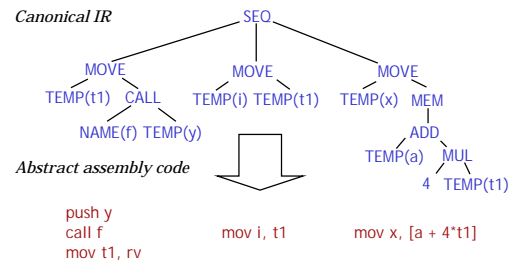 Canonical IR
SEQ
MOVE MOVE MOVE
TEMP(t1) CALL TEMP(i) TEMP(t1) TEMP(x) MEM
NAME(f) TEMP(y) ADD
TEMP(a) MUL
Abstract assembly code
4 TEMP(t1)
push y
call f mov i, t1 mov x, [a + 4*t1]
mov t1, rv